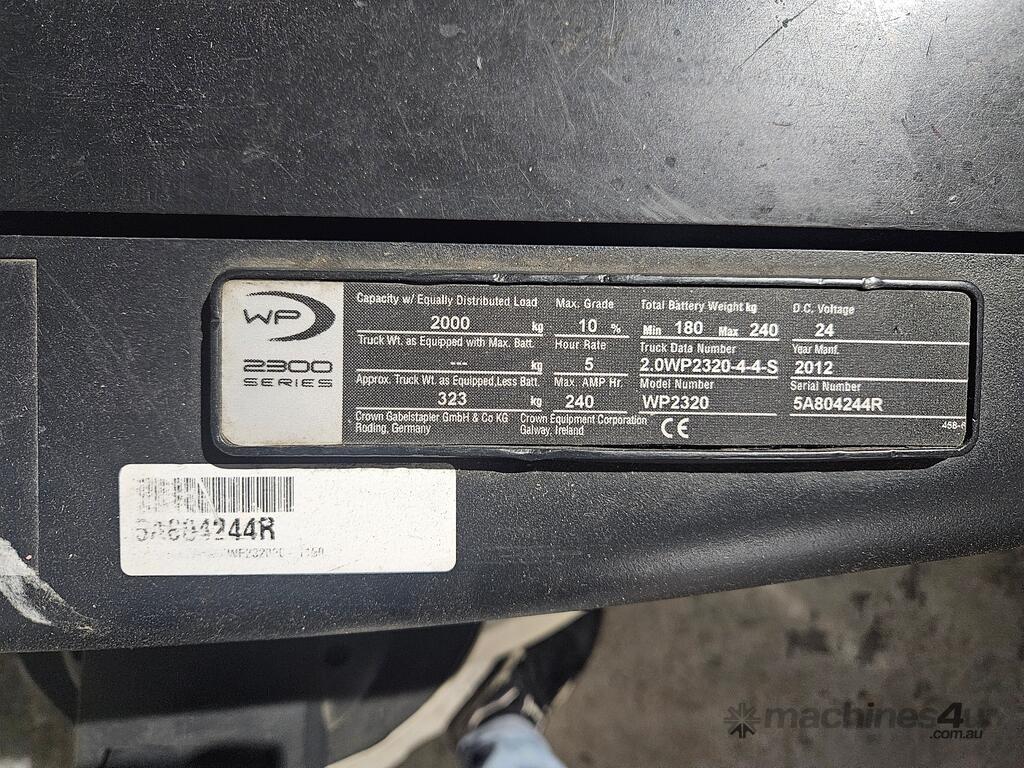 WP
2300
SERIES
Capacity w/ Equally Distributed Load Max. Grade Total Battery Weight kg D.C. Voltage
2000 kg 10 % Min 180 Max 240 24
Truck Wt. as Equipped with Max. Batt. Hour Rate Truck Data Number Year Manf.
--- kg 5 2.0WP2320-4-4-S 2012
Approx. Truck Wt. as Equipped,Less Batt. Max. AMP Hr. Model Number Serial Number
323 kg 240 WP2320 5A804244R
Crown Gabelstapler GmbH & Co KG Crown Equipment Corporation CE
Roding, Germany Galway, Ireland
5A804244R
machines4u
.com.au